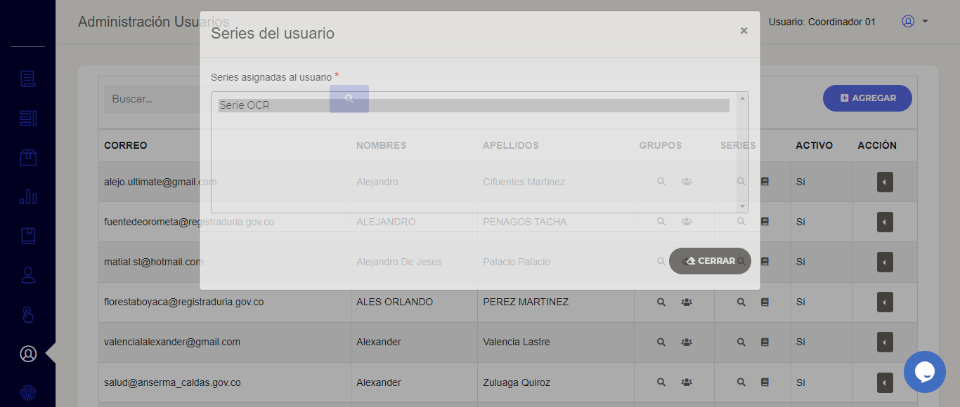 Administración Usuarios
Usuario: Coordinador 01
Series del usuario
×
Series asignadas al usuario *
Serie OCR
Buscar...
AGREGAR
CORREO NOMBRES APELLIDOS GRUPOS SERIES ACTIVO ACCIÓN
alejo.ultimate@gmail.com Alejandro Cifuentes Martinez Si
fuentedeorometa@registraduria.gov.co ALEJANDRO PENAGOS TACHA Si
matial.st@hotmail.com Alejandro De Jesus Palacio Palacio Si
CERRAR
florestaboyaca@registraduria.gov.co ALES ORLANDO PEREZ MARTINEZ Si
valencialalexander@gmail.com Alexander Valencia Lastre Si
salud@anserma_caldas.gov.co Alexander Zuluaga Quiroz Si